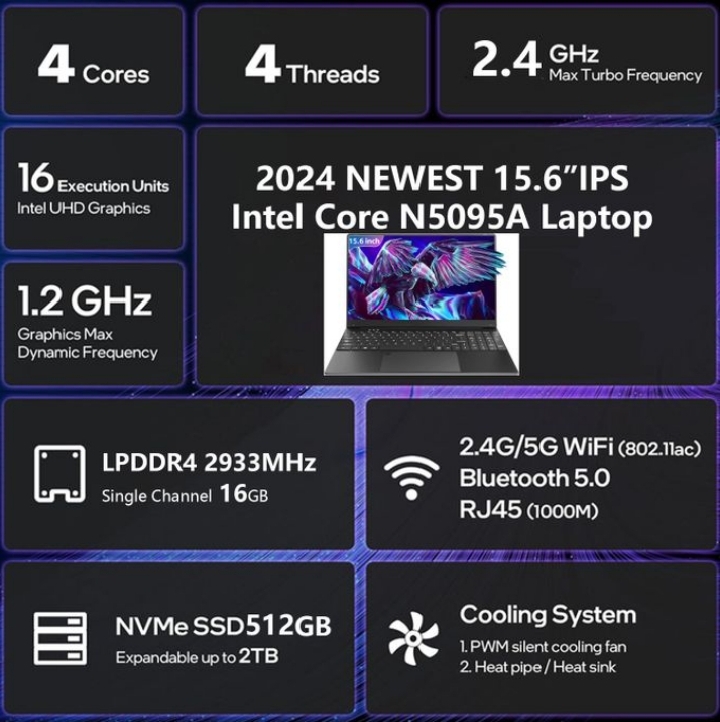 4 Cores
4 Threads
2.4 GHz
Max Turbo Frequency
16 Execution Units
Intel UHD Graphics
2024 NEWEST 15.6”IPS
Intel Core N5095A Laptop
15.6 inch
1.2 GHz
Graphics Max
Dynamic Frequency
LPDDR4 2933MHz
Single Channel 16GB
2.4G/5G WiFi (802.11ac)
Bluetooth 5.0
RJ45 (1000M)
NVMe SSD512GB
Expandable up to 2TB
Cooling System
1. PWM silent cooling fan
2. Heat pipe / Heat sink